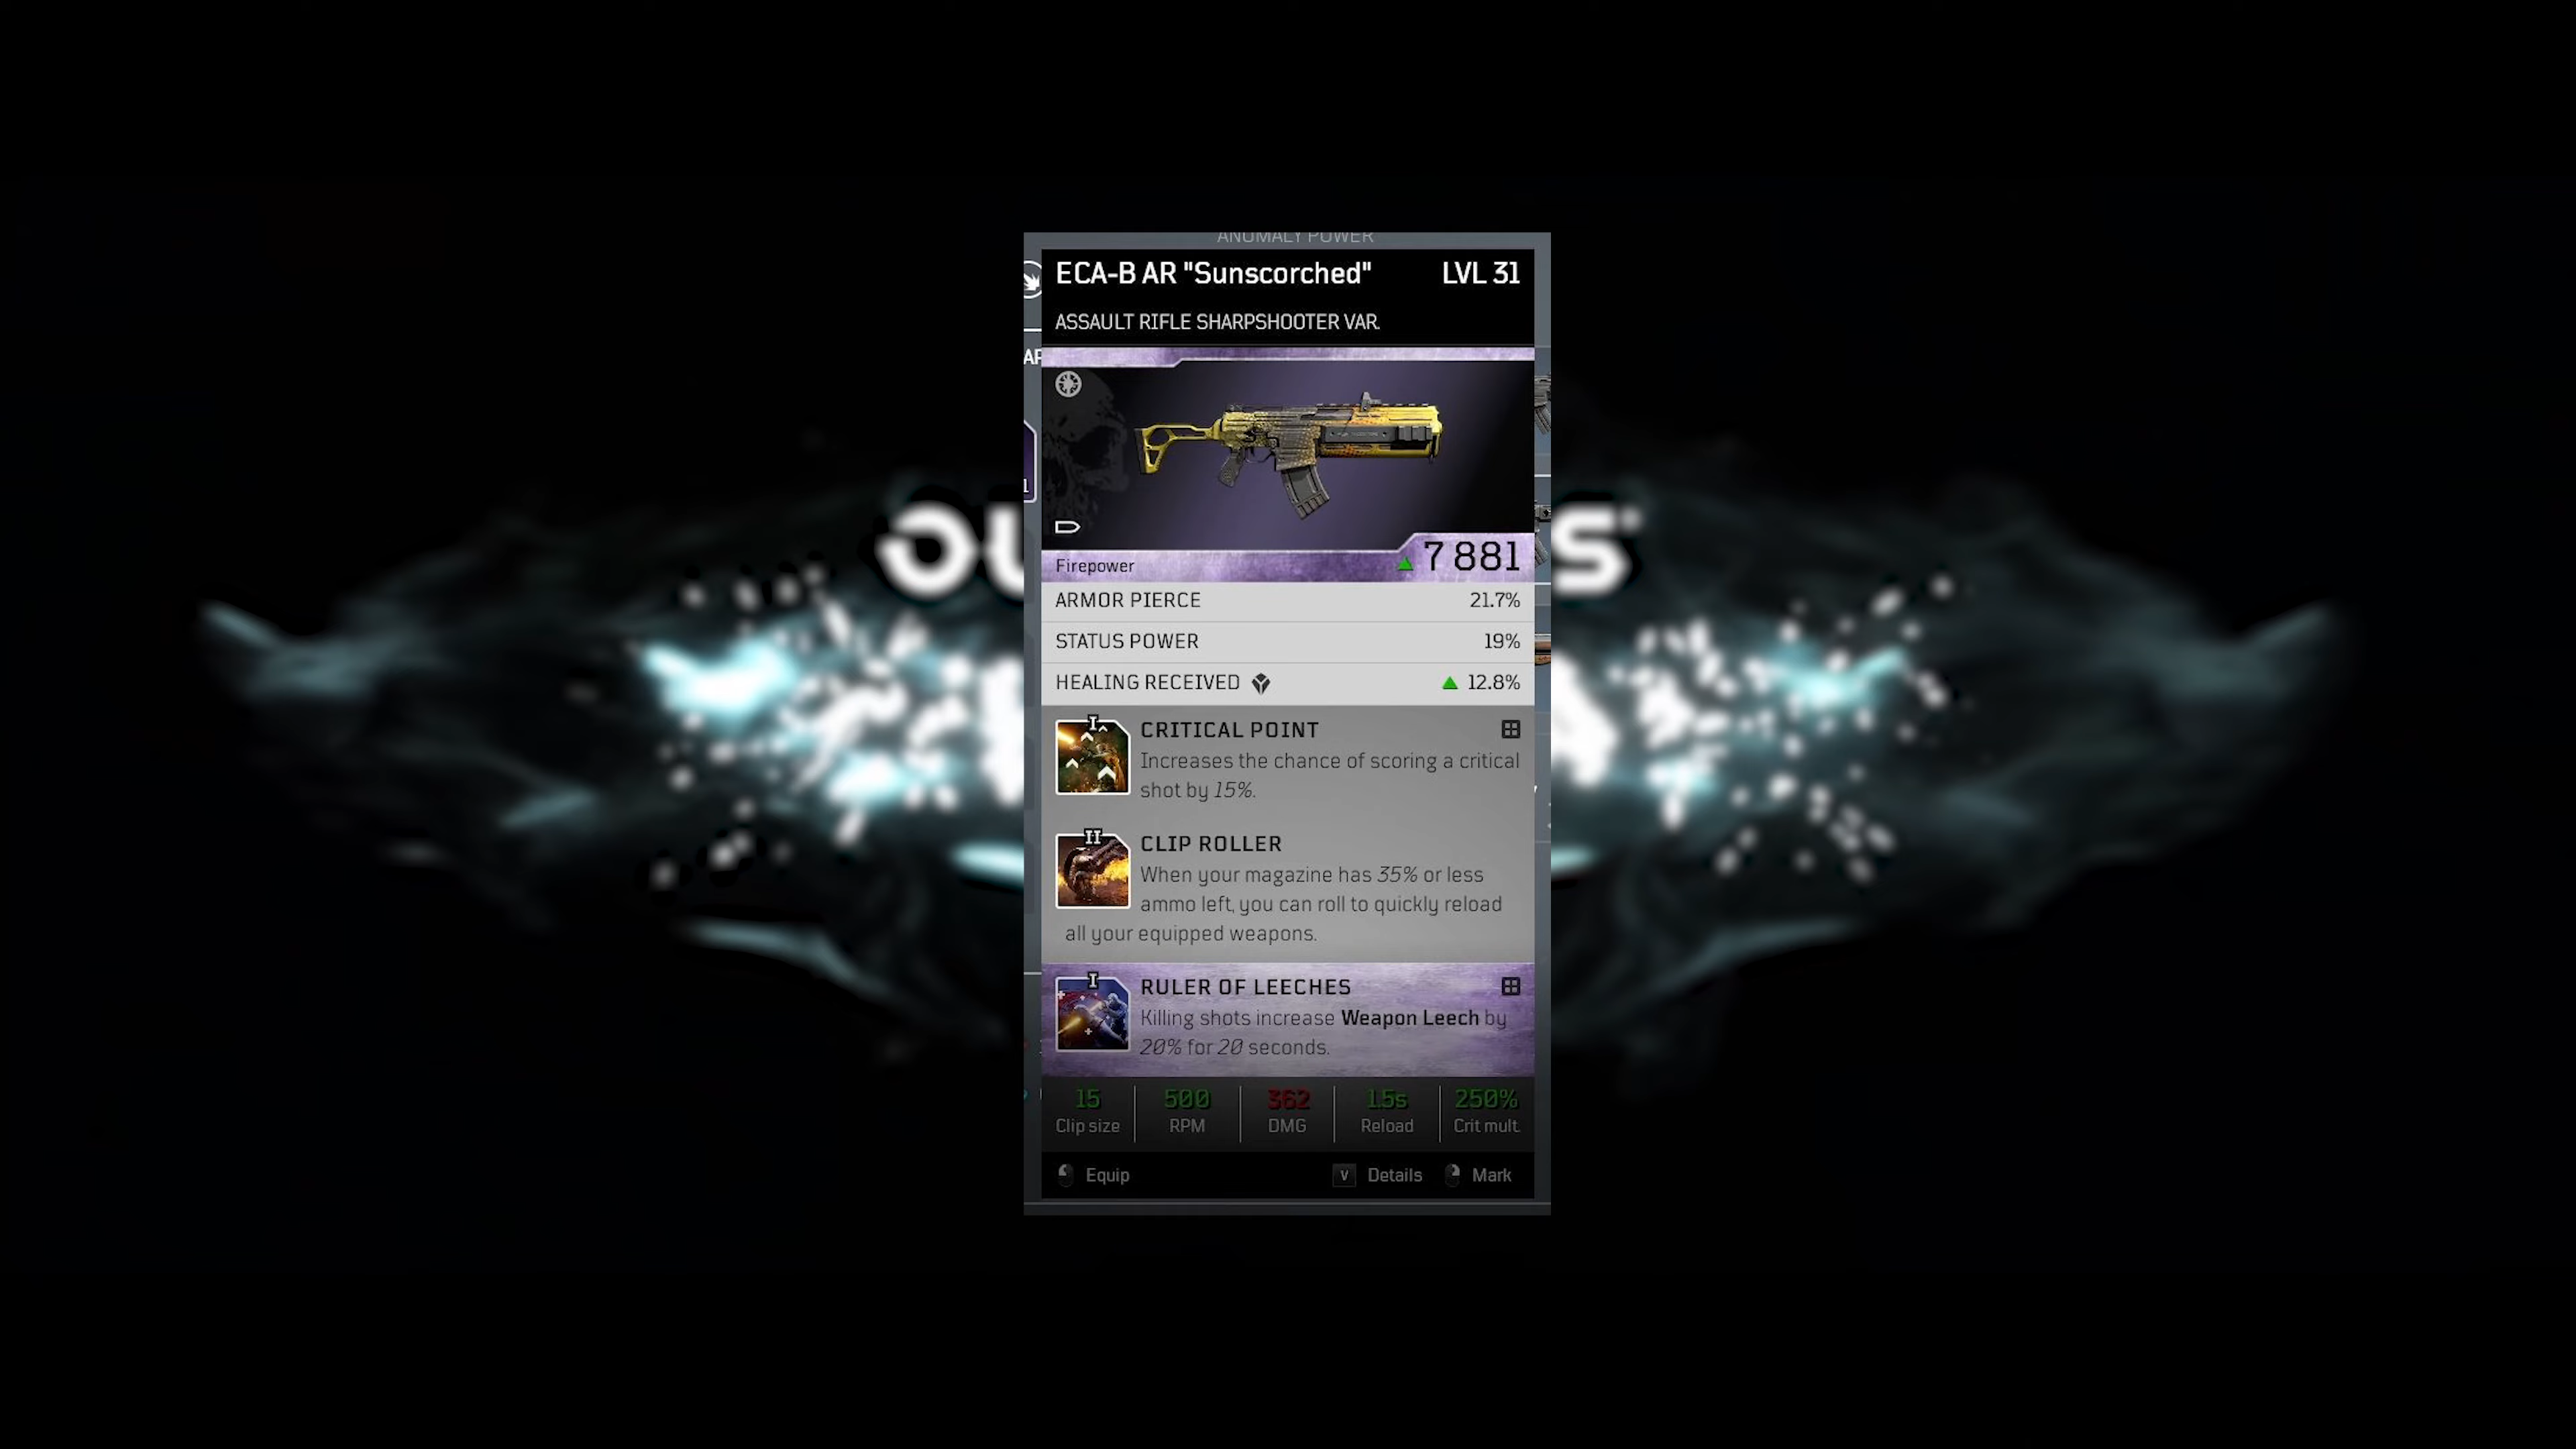 ANOMALY POWER
ECA-B AR "Sunscorched" LVL 31
ASSAULT RIFLE SHARPSHOOTER VAR.
Firepower 7 881
ARMOR PIERCE 21.7%
STATUS POWER 19%
HEALING RECEIVED 12.8%
I
CRITICAL POINT
Increases the chance of scoring a critical
shot by 15%.
II
CLIP ROLLER
When your magazine has 35% or less
ammo left, you can roll to quickly reload
all your equipped weapons.
I
RULER OF LEECHES
Killing shots increase Weapon Leech by
20% for 20 seconds.
15 500 362 1.5s 250%
Clip size RPM DMG Reload Crit mult.
Equip V Details Mark